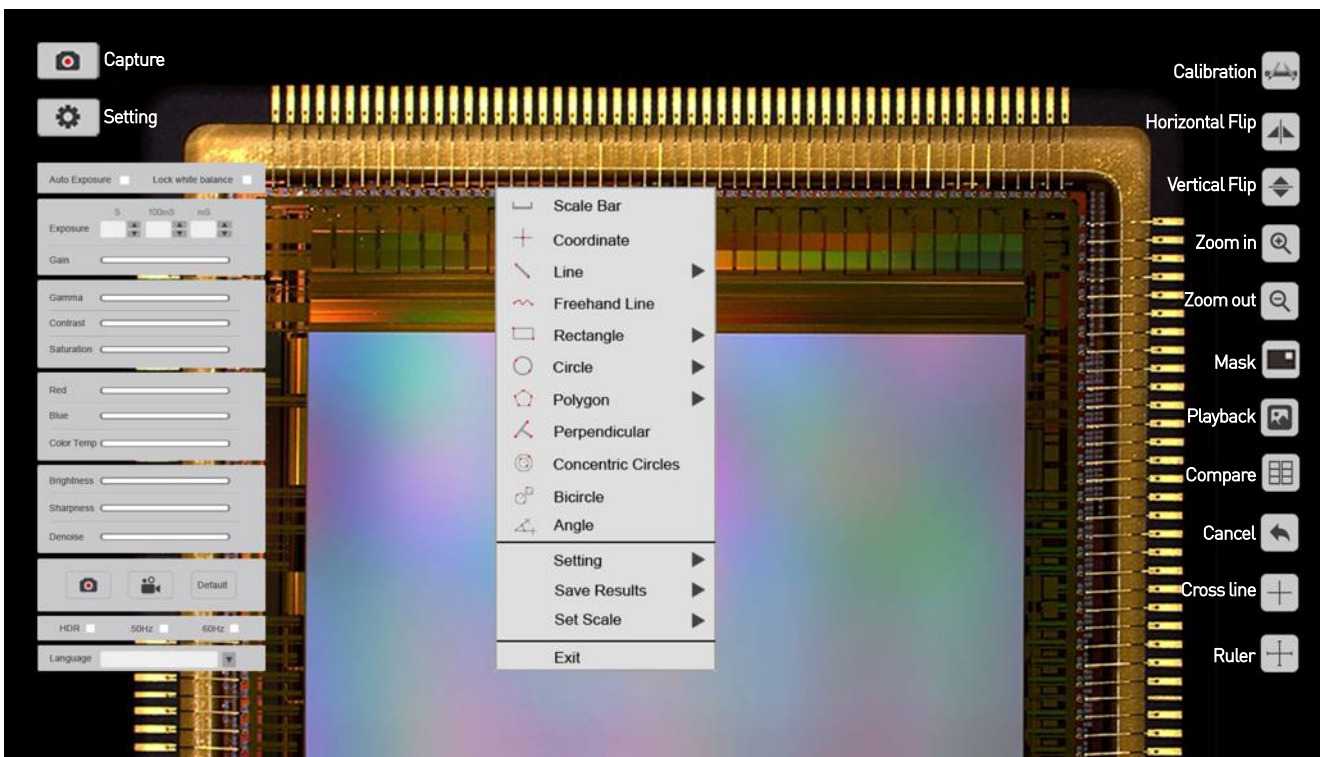 Capture
Setting
Auto Exposure Lock white balance
S 100mS mS
Exposure
Gain
Gamma
Contrast
Saturation
Red
Blue
Color Temp
Brightness
Sharpness
Denoise
Default
HDR 50Hz 60Hz
Language
Scale Bar
Coordinate
Line
Freehand Line
Rectangle
Circle
Polygon
Perpendicular
Concentric Circles
Bicircle
Angle
Setting
Save Results
Set Scale
Exit
Calibration
Horizontal Flip
Vertical Flip
Zoom in
Zoom out
Mask
Playback
Compare
Cancel
Cross line
Ruler